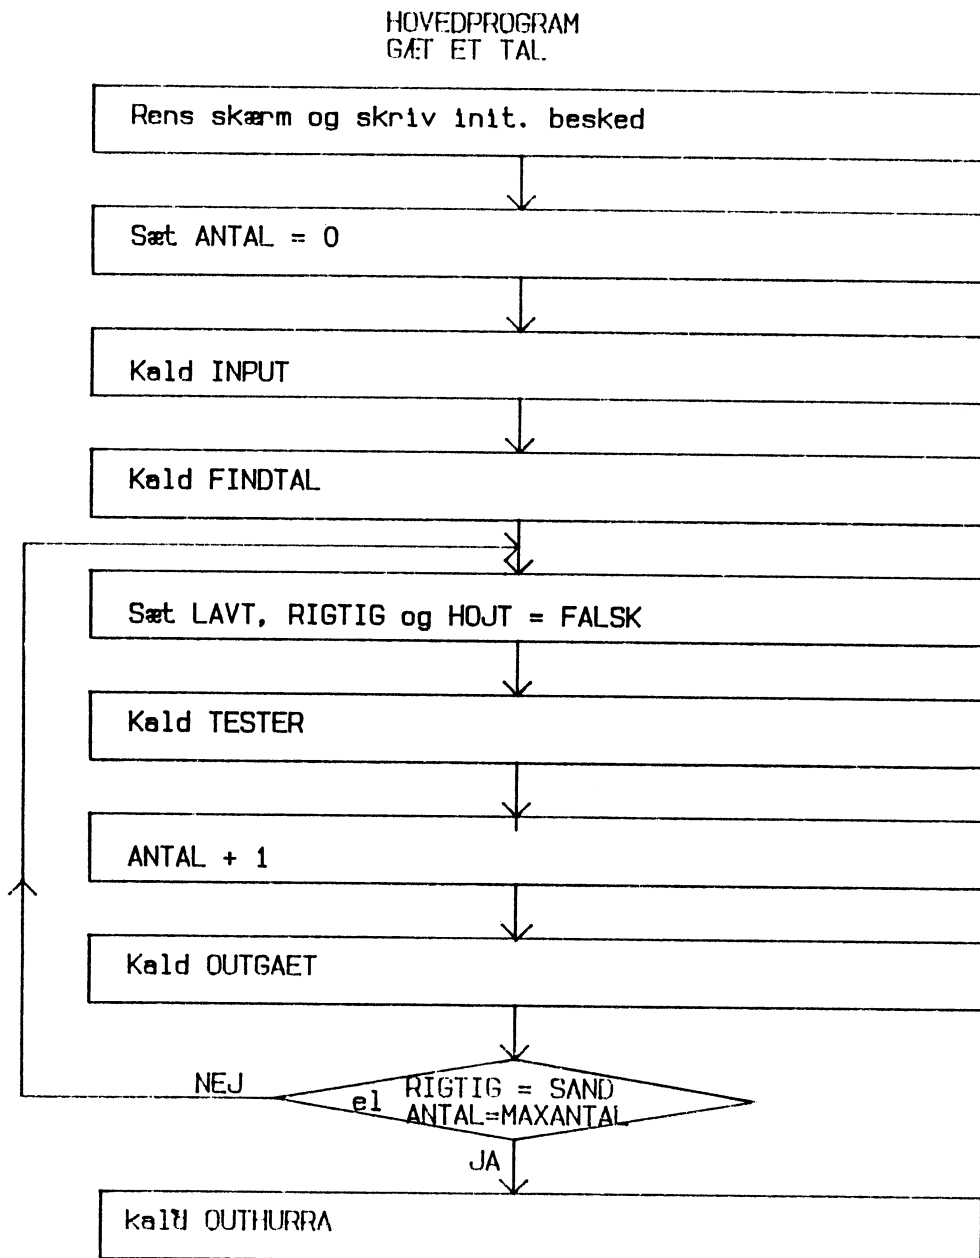 HOVEDPROGRAM
GÆT ET TAL.
Rens skærm og skriv init. besked
Sæt ANTAL = 0
Kald INPUT
Kald FINDTAL
Sæt LAVT, RIGTIG og HOJT = FALSK
Kald TESTER
ANTAL + 1
Kald OUTGAET
NEJ
RIGTIG = SAND
el
ANTAL=MAXANTAL
JA
kald OUTHURRA